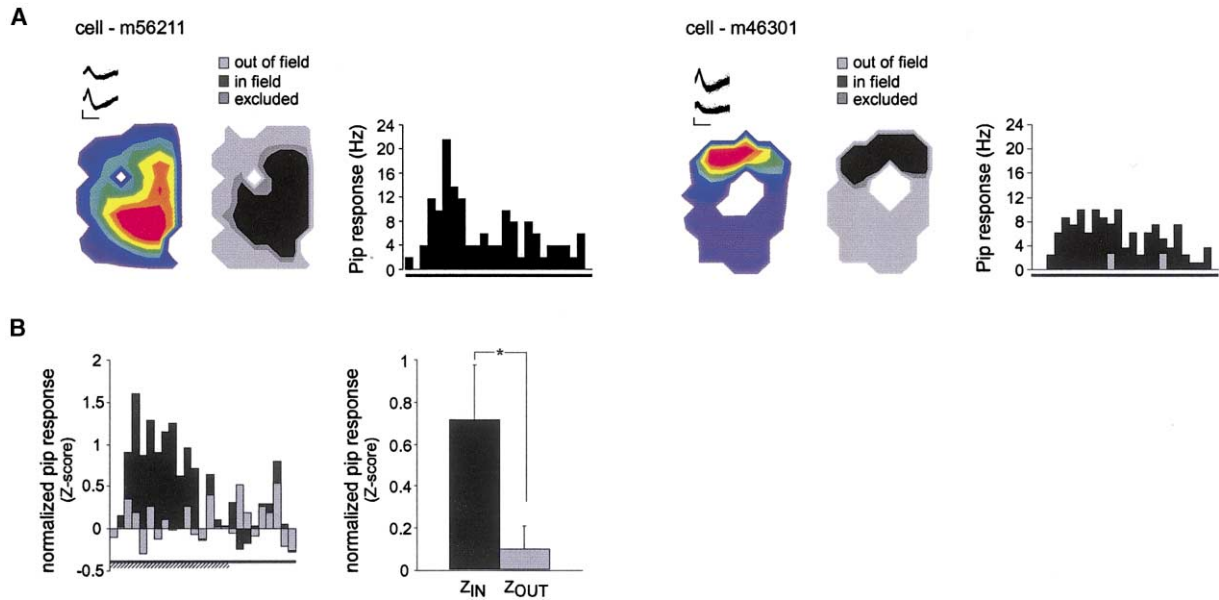 A
cell - m56211
out of field
in field
excluded
Pip response (Hz)
24
20
16
12
8
4
0
cell - m46301
out of field
in field
excluded
Pip response (Hz)
24
20
16
12
8
4
0
B
normalized pip response
(Z-score)
2
1.5
1
0.5
0
-0.5
normalized pip response
(Z-score)
1
0.8
0.6
0.4
0.2
0
*
ZIN ZOUT